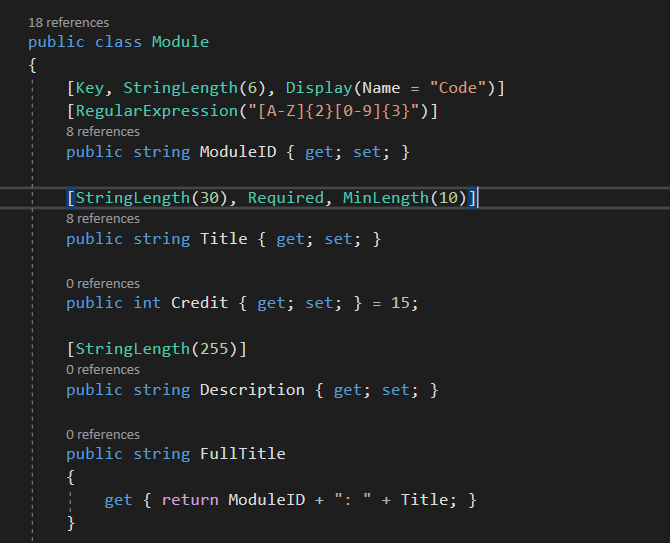 18 references
public class Module
{
[Key, StringLength(6), Display(Name = "Code")]
[RegularExpression("[A-Z]{2}[0-9]{3}")]
8 references
public string ModuleID { get; set; }
[StringLength(30), Required, MinLength(10)]
8 references
public string Title { get; set; }
0 references
public int Credit { get; set; } = 15;
[StringLength(255)]
0 references
public string Description { get; set; }
0 references
public string FullTitle
{
get { return ModuleID + ": " + Title; }
}